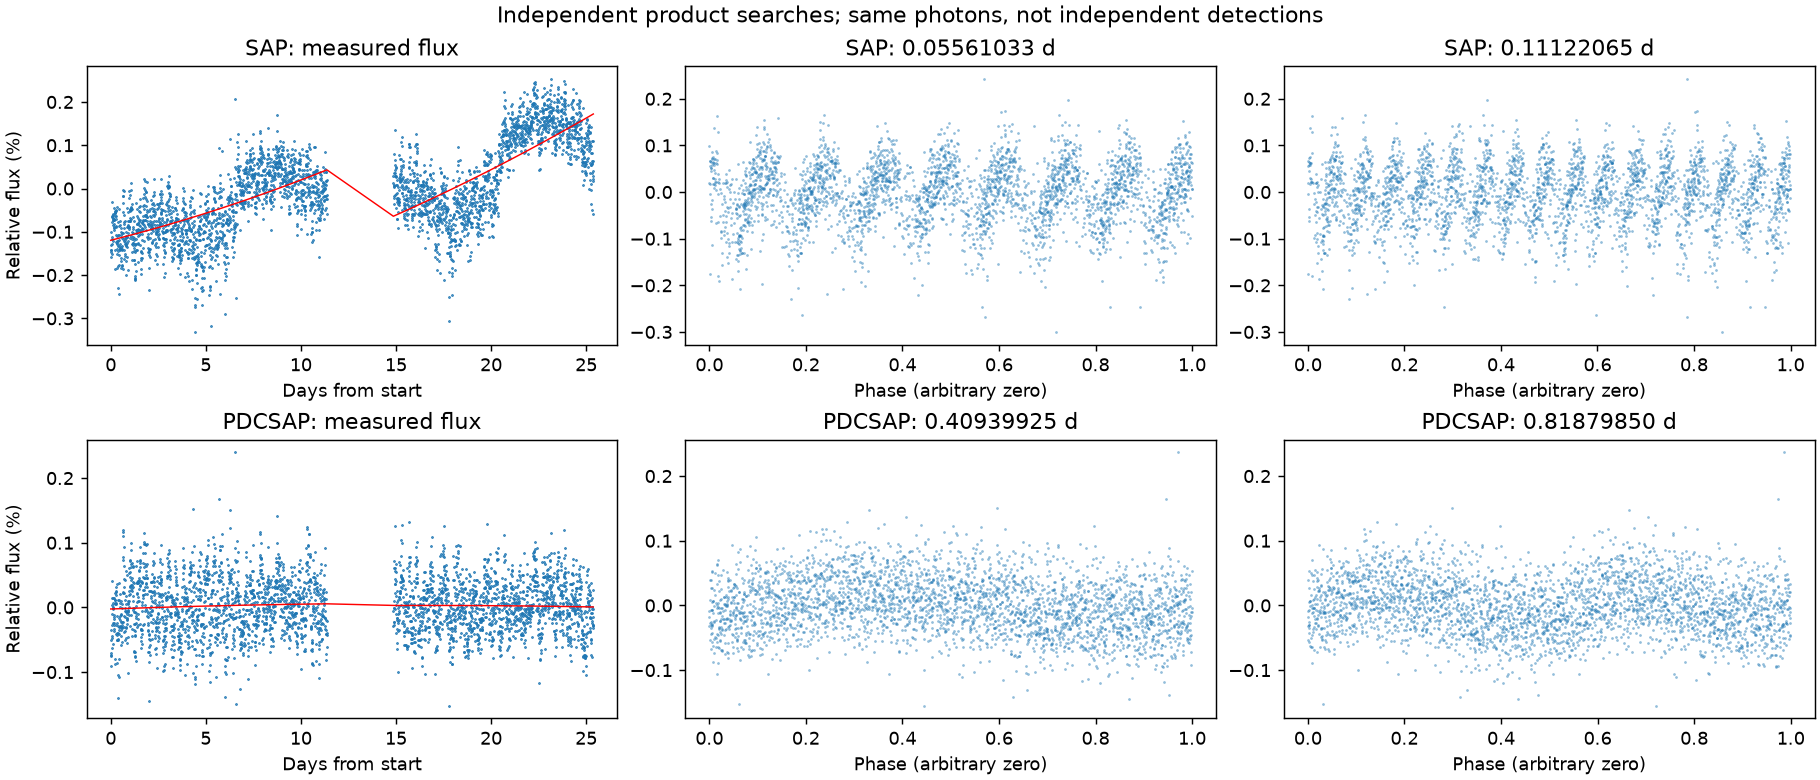 Independent product searches; same photons, not independent detections
SAP: measured flux
SAP: 0.05561033 d
SAP: 0.11122065 d
Relative flux (%)
0.2
0.1
0.0
−0.1
−0.2
−0.3
0 5 10 15 20 25
Days from start
0.2
0.1
0.0
−0.1
−0.2
−0.3
0.0 0.2 0.4 0.6 0.8 1.0
Phase (arbitrary zero)
0.2
0.1
0.0
−0.1
−0.2
−0.3
0.0 0.2 0.4 0.6 0.8 1.0
Phase (arbitrary zero)
PDCSAP: measured flux
PDCSAP: 0.40939925 d
PDCSAP: 0.81879850 d
Relative flux (%)
0.2
0.1
0.0
−0.1
0 5 10 15 20 25
Days from start
0.2
0.1
0.0
−0.1
0.0 0.2 0.4 0.6 0.8 1.0
Phase (arbitrary zero)
0.2
0.1
0.0
−0.1
0.0 0.2 0.4 0.6 0.8 1.0
Phase (arbitrary zero)